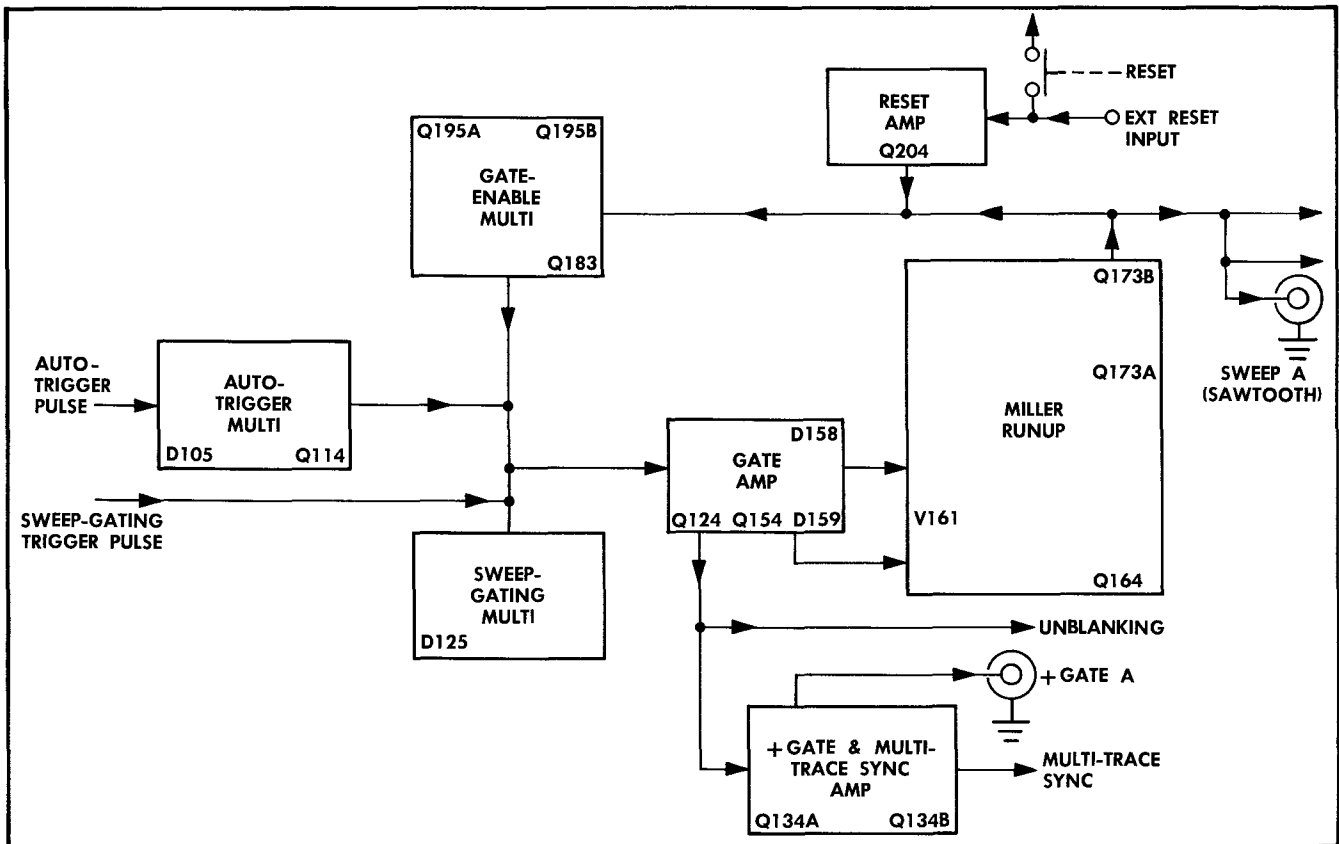 RESET
RESET
AMP
Q204
EXT RESET
INPUT
Q195A Q195B
GATE-
ENABLE
MULTI
Q183
Q173B
Q173A
MILLER
RUNUP
V161
Q164
SWEEP A
(SAWTOOTH)
AUTO-
TRIGGER
PULSE
AUTO-
TRIGGER
MULTI
D105 Q114
SWEEP-GATING
TRIGGER PULSE
D158
GATE
AMP
Q124 Q154 D159
SWEEP-
GATING
MULTI
D125
UNBLANKING
+GATE A
+GATE & MULTI-
TRACE SYNC
AMP
Q134A Q134B
MULTI-TRACE
SYNC